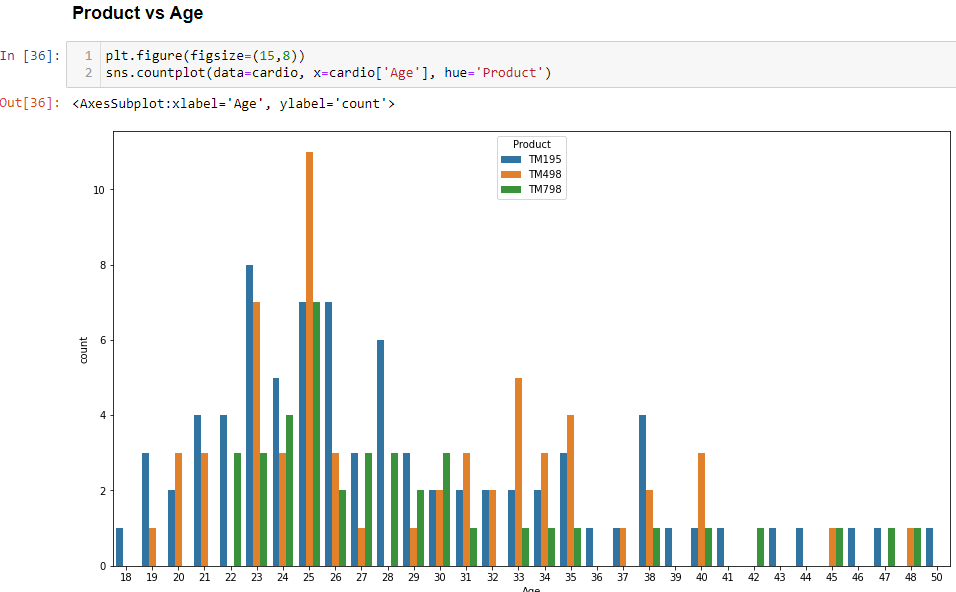 Product vs Age
In [36]:
1 plt.figure(figsize=(15,8))
2 sns.countplot(data=cardio, x=cardio['Age'], hue='Product')
Out[36]: <AxesSubplot:xlabel='Age', ylabel='count'>
Product
TM195
TM498
TM798
10
8
6
4
2
0
count
18 19 20 21 22 23 24 25 26 27 28 29 30 31 32 33 34 35 36 37 38 39 40 41 42 43 44 45 46 47 48 50
Age